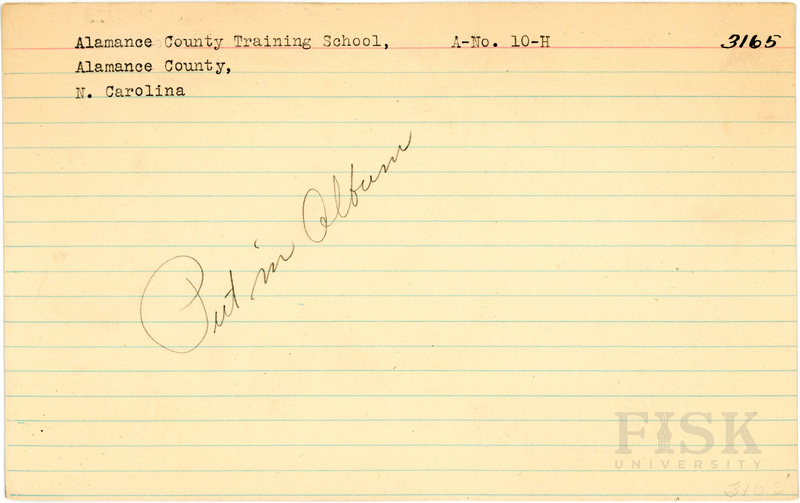 Alamance County Training School, A-No. 10-H 3165
Alamance County,
N. Carolina
Put in Album
FISK
UNIVERSITY
3165